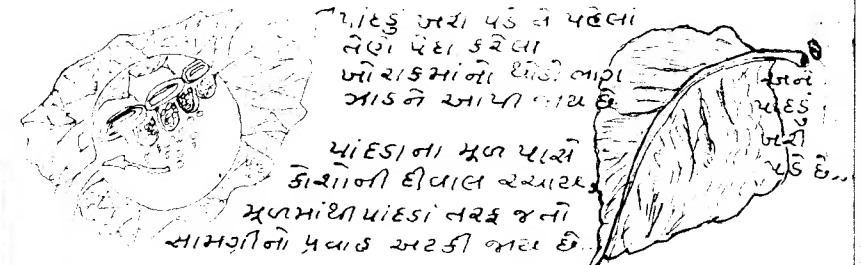 પાંદડું ખરી પડે તે પહેલાં
તેણે પેદા કરેલા
ખોરાકમાંનો થોડો ભાગ
ઝાડને આપી જાય છે
પાંદડાના મૂળ પાસે
કોશોની દીવાલ રચાય
મૂળમાંથી પાંદડાં તરફ જતો
સામગ્રીનો પ્રવાહ અટકી જાય છે..
અને
પાંદડું
ખરી
પડે છે...